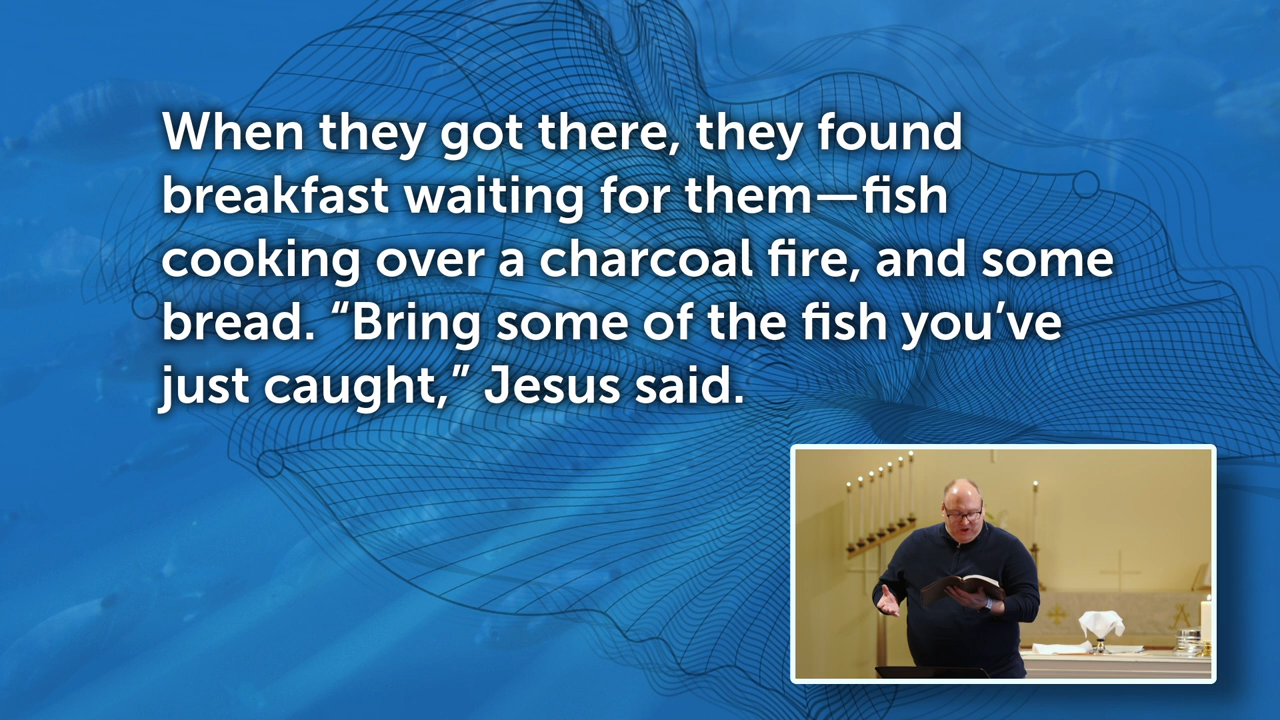 When they got there, they found
breakfast waiting for them—fish
cooking over a charcoal fire, and some
bread. “Bring some of the fish you’ve
just caught,” Jesus said.